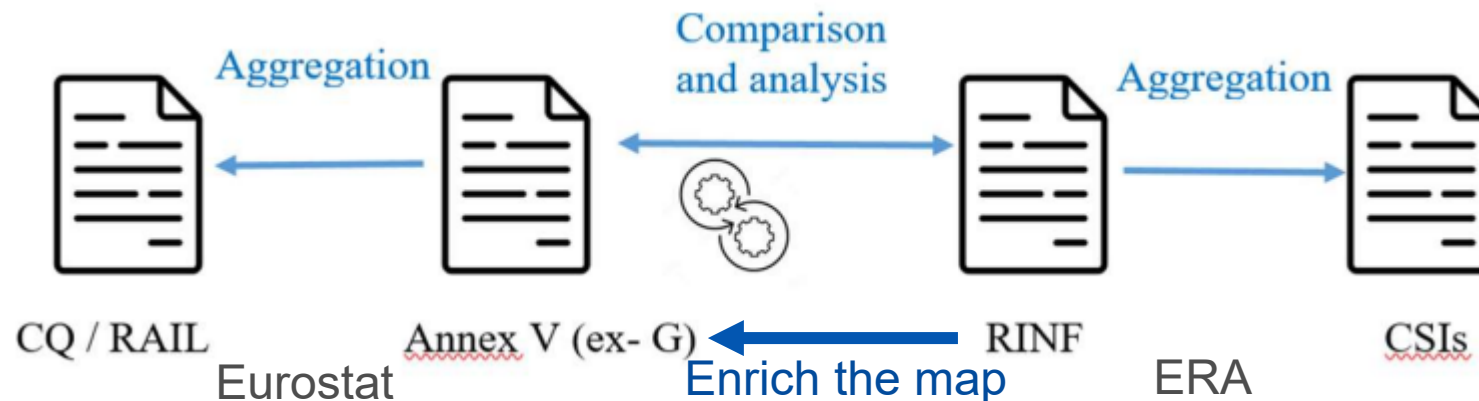 Aggregation
Comparison
and analysis
Aggregation
CQ / RAIL
Annex V (ex- G)
RINF
CSIs
Eurostat
Enrich the map
ERA